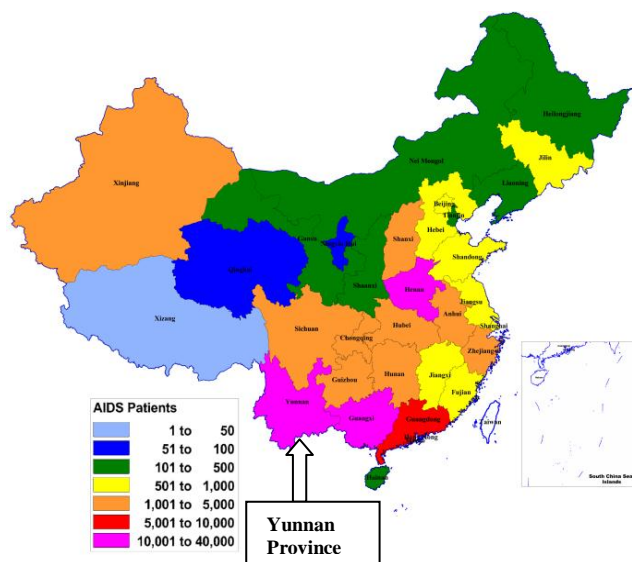 Heilongjiang
Jilin
Nei Mongol
Liaoning
Xinjiang
Beijing
Tianjin
Hebei
Gansu
Shanxi
Shandong
Qinghai
Shaanxi
Henan
Jiangsu
Xizang
Anhui
Shanghai
Sichuan
Hubei
Chongqing
Zhejiang
Hunan
Jiangxi
Guizhou
Fujian
Yunnan
Guangxi
Guangdong
Taiwan
Hainan
AIDS Patients
1 to 50
51 to 100
101 to 500
501 to 1,000
1,001 to 5,000
5,001 to 10,000
10,001 to 40,000
South China Sea
Islands
Yunnan
Province